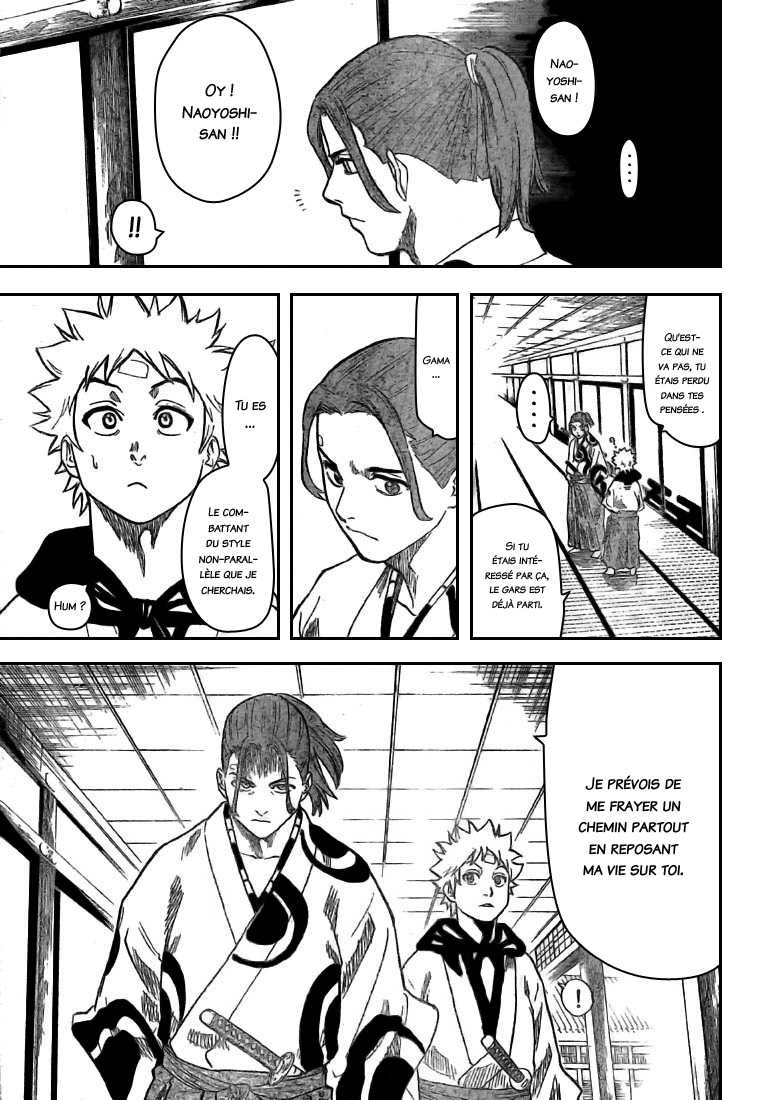 NAO-
YOSHI-
SAN !
....
OY !
NAOYOSHI-
SAN !!
!!
QU'EST-
CE QUI NE
VA PAS, TU
ÉTAIS PERDU
DANS TES
PENSÉES .
....
SI TU
ÉTAIS INTÉ-
RESSÉ PAR ÇA,
LE GARS EST
DÉJÀ PARTI.
GAMA
...
TU ES
...
LE COM-
BATTANT
DU STYLE
NON-PARAL-
LÈLE QUE JE
CHERCHAIS.
HUM ?
JE PRÉVOIS DE
ME FRAYER UN
CHEMIN PARTOUT
EN REPOSANT
MA VIE SUR TOI.
!